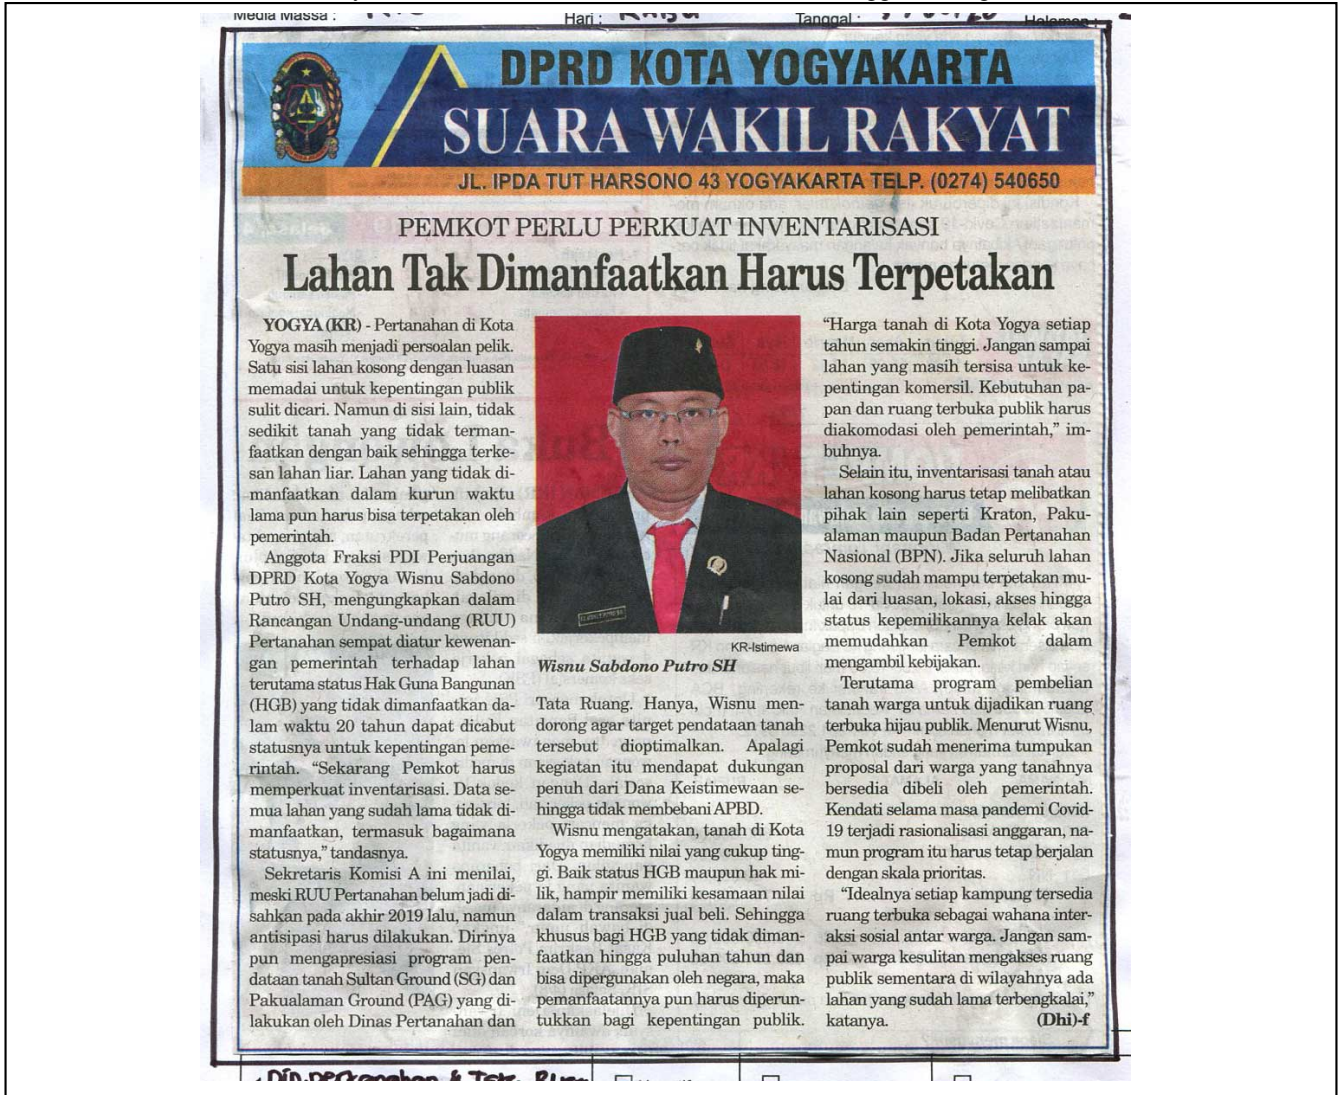 Media Massa :
Hari :
Tanggal :
Halaman :
DPRD KOTA YOGYAKARTA
SUARA WAKIL RAKYAT
JL. IPDA TUT HARSONO 43 YOGYAKARTA TELP. (0274) 540650
PEMKOT PERLU PERKUAT INVENTARISASI
Lahan Tak Dimanfaatkan Harus Terpetakan
YOGYA (KR) - Pertanahan di Kota
Yogya masih menjadi persoalan pelik.
Satu sisi lahan kosong dengan luasan
memadai untuk kepentingan publik
sulit dicari. Namun di sisi lain, tidak
sedikit tanah yang tidak terman-
faatkan dengan baik sehingga terke-
san lahan liar. Lahan yang tidak di-
manfaatkan dalam kurun waktu
lama pun harus bisa terpetakan oleh
pemerintah.
Anggota Fraksi PDI Perjuangan
DPRD Kota Yogya Wisnu Sabdono
Putro SH, mengungkapkan dalam
Rancangan Undang-undang (RUU)
Pertanahan sempat diatur kewenan-
gan pemerintah terhadap lahan
terutama status Hak Guna Bangunan
(HGB) yang tidak dimanfaatkan da-
lam waktu 20 tahun dapat dicabut
statusnya untuk kepentingan peme-
rintah. “Sekarang Pemkot harus
memperkuat inventarisasi. Data se-
mua lahan yang sudah lama tidak di-
manfaatkan, termasuk bagaimana
statusnya,” tandasnya.
Sekretaris Komisi A ini menilai,
meski RUU Pertanahan belum jadi di-
sahkan pada akhir 2019 lalu, namun
antisipasi harus dilakukan. Dirinya
pun mengapresiasi program pen-
dataan tanah Sultan Ground (SG) dan
Pakualaman Ground (PAG) yang di-
lakukan oleh Dinas Pertanahan dan
KR-Istimewa
Wisnu Sabdono Putro SH
Tata Ruang. Hanya, Wisnu men-
dorong agar target pendataan tanah
tersebut dioptimalkan. Apalagi
kegiatan itu mendapat dukungan
penuh dari Dana Keistimewaan se-
hingga tidak membebani APBD.
Wisnu mengatakan, tanah di Kota
Yogya memiliki nilai yang cukup ting-
gi. Baik status HGB maupun hak mi-
lik, hampir memiliki kesamaan nilai
dalam transaksi jual beli. Sehingga
khusus bagi HGB yang tidak diman-
faatkan hingga puluhan tahun dan
bisa dipergunakan oleh negara, maka
pemanfaatannya pun harus diperun-
tukkan bagi kepentingan publik.
“Harga tanah di Kota Yogya setiap
tahun semakin tinggi. Jangan sampai
lahan yang masih tersisa untuk ke-
pentingan komersil. Kebutuhan pa-
pan dan ruang terbuka publik harus
diakomodasi oleh pemerintah,” im-
buhnya.
Selain itu, inventarisasi tanah atau
lahan kosong harus tetap melibatkan
pihak lain seperti Kraton, Paku-
alaman maupun Badan Pertanahan
Nasional (BPN). Jika seluruh lahan
kosong sudah mampu terpetakan mu-
lai dari luasan, lokasi, akses hingga
status kepemilikannya kelak akan
memudahkan Pemkot dalam
mengambil kebijakan.
Terutama program pembelian
tanah warga untuk dijadikan ruang
terbuka hijau publik. Menurut Wisnu,
Pemkot sudah menerima tumpukan
proposal dari warga yang tanahnya
bersedia dibeli oleh pemerintah.
Kendati selama masa pandemi Covid-
19 terjadi rasionalisasi anggaran, na-
mun program itu harus tetap berjalan
dengan skala prioritas.
“Idealnya setiap kampung tersedia
ruang terbuka sebagai wahana inter-
aksi sosial antar warga. Jangan sam-
pai warga kesulitan mengakses ruang
publik sementara di wilayahnya ada
lahan yang sudah lama terbengkalai,”
katanya. (Dhi)-f